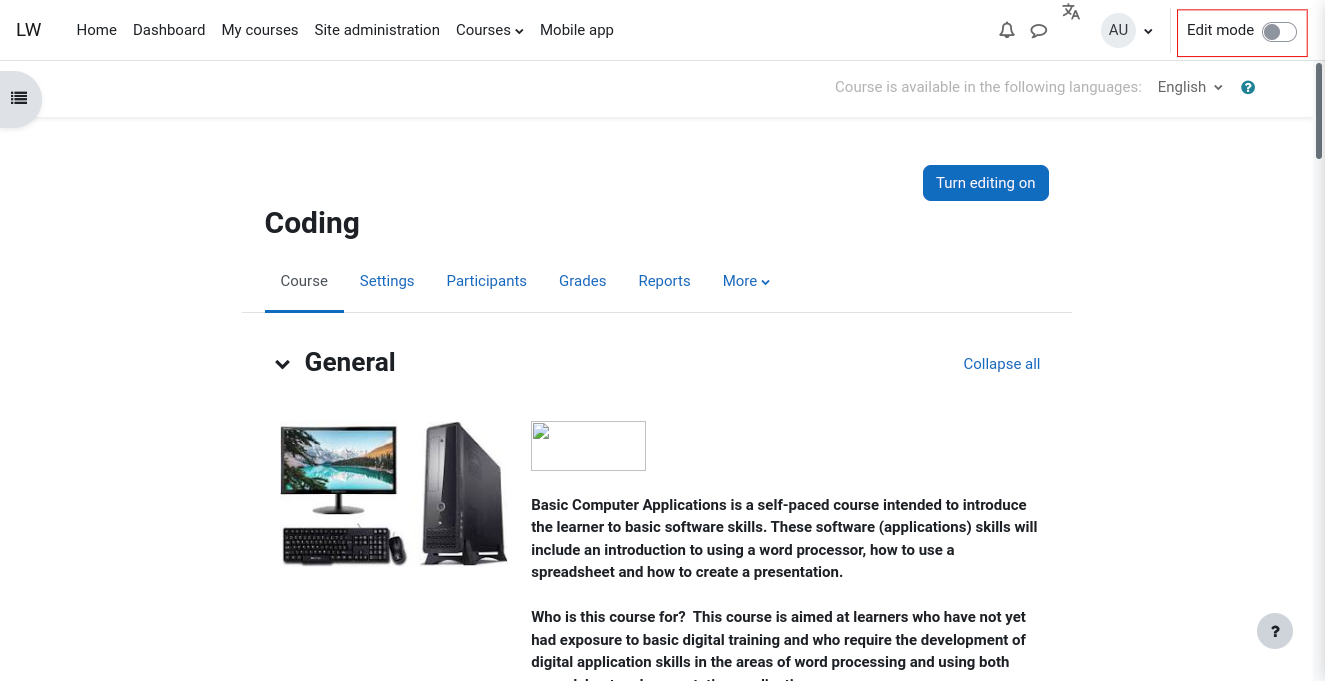 LW Home Dashboard My courses Site administration Courses Mobile app AU Edit mode
Course is available in the following languages: English ?
Turn editing on
Coding
Course Settings Participants Grades Reports More
General Collapse all
Basic Computer Applications is a self-paced course intended to introduce
the learner to basic software skills. These software (applications) skills will
include an introduction to using a word processor, how to use a
spreadsheet and how to create a presentation.
Who is this course for? This course is aimed at learners who have not yet
had exposure to basic digital training and who require the development of
?
digital application skills in the areas of word processing and using both